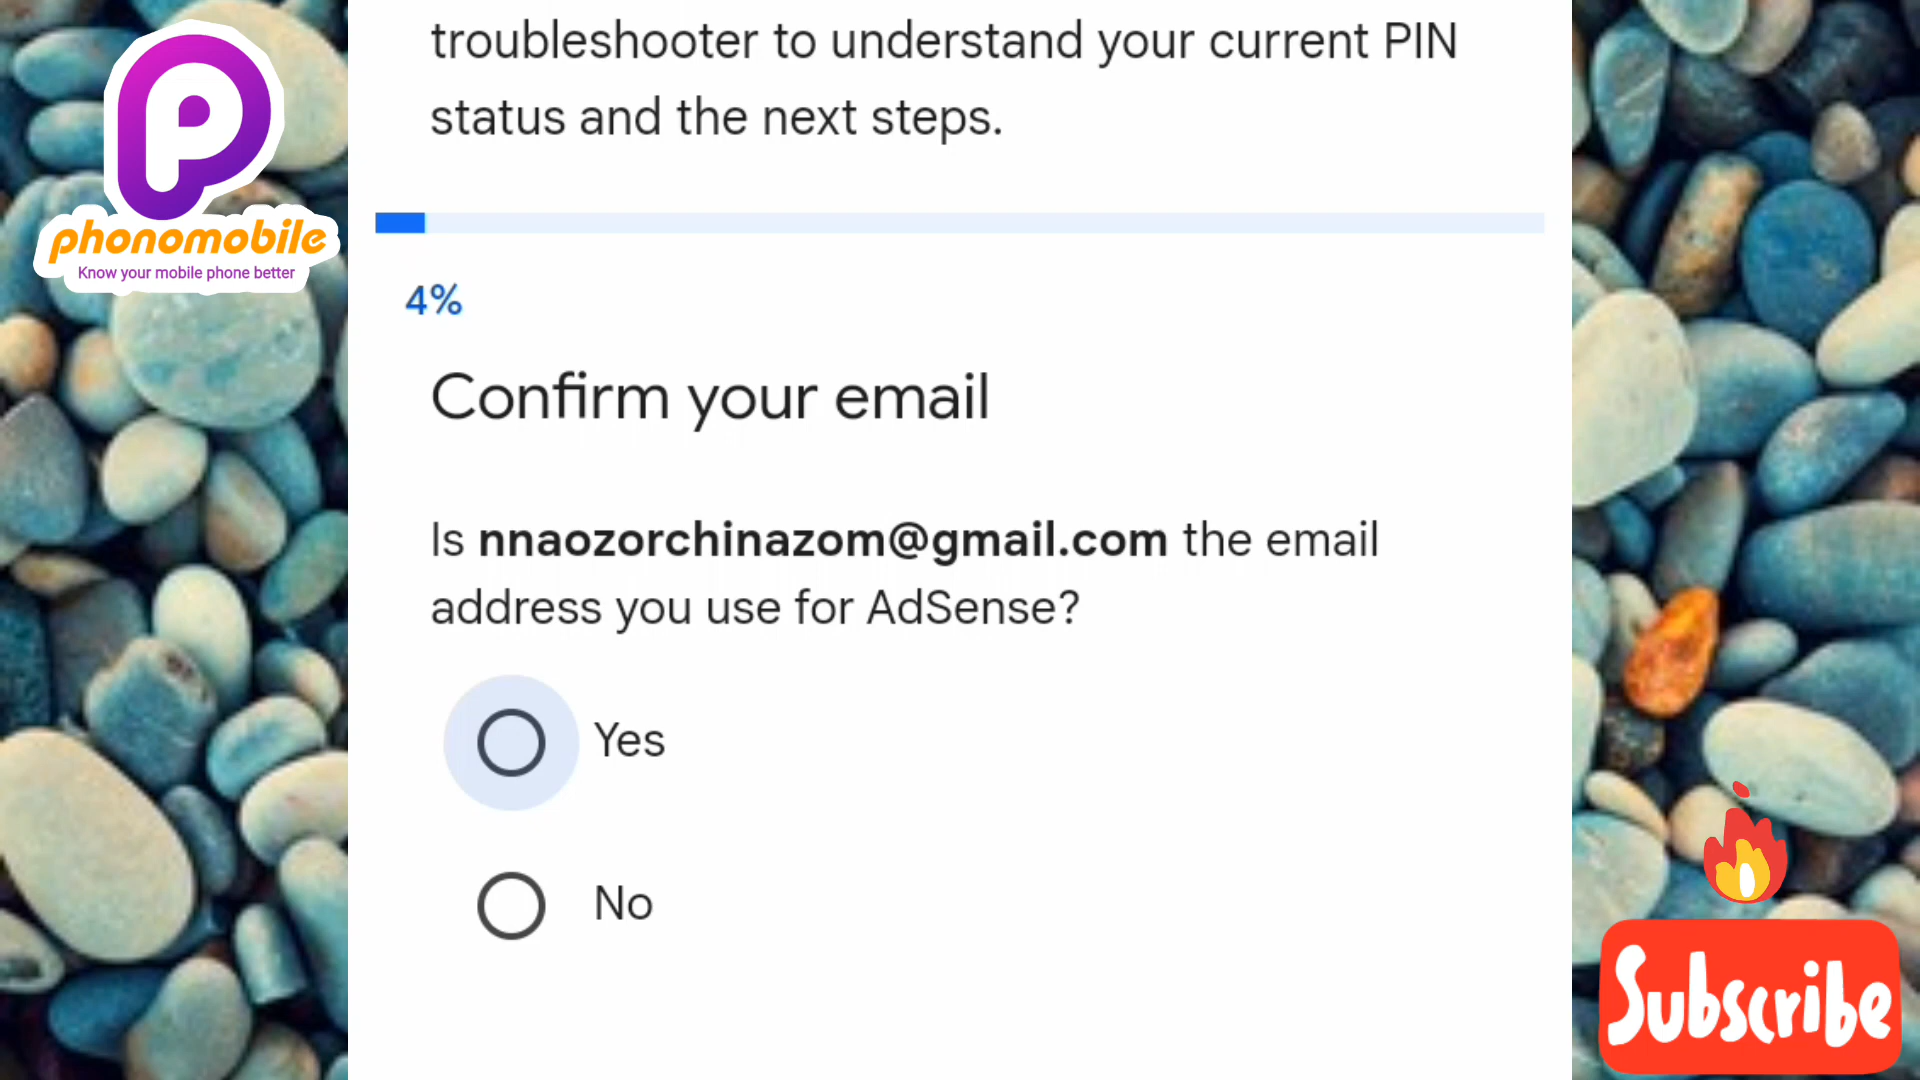 troubleshooter to understand your current PIN
status and the next steps.
phonomobile
Know your mobile phone better
4%
Confirm your email
Is nnaozorchinazom@gmail.com the email
address you use for AdSense?
Yes
No
Subscribe